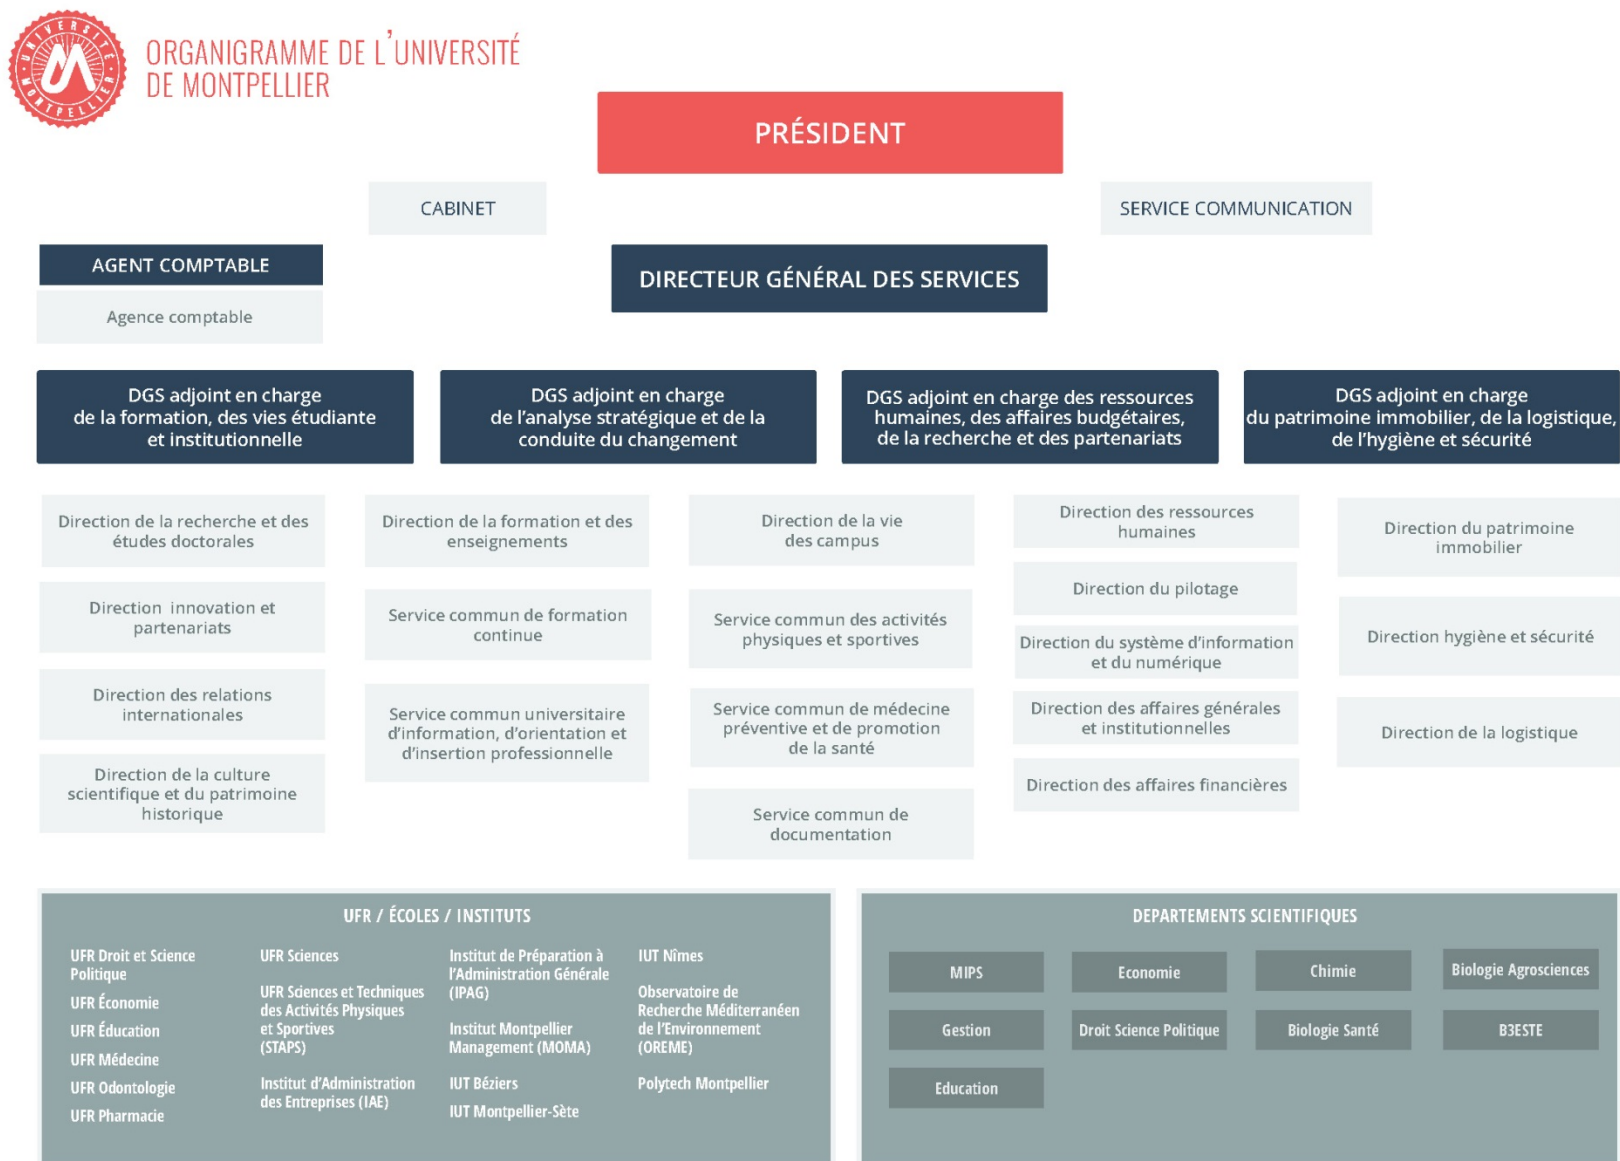 UNIVERSITÉ
MONTPELLIER
ORGANIGRAMME DE L'UNIVERSITÉ
DE MONTPELLIER
PRÉSIDENT
CABINET
SERVICE COMMUNICATION
AGENT COMPTABLE
Agence comptable
DIRECTEUR GÉNÉRAL DES SERVICES
DGS adjoint en charge
de la formation, des vies étudiante
et institutionnelle
DGS adjoint en charge
de l'analyse stratégique et de la
conduite du changement
DGS adjoint en charge des ressources
humaines, des affaires budgétaires,
de la recherche et des partenariats
DGS adjoint en charge
du patrimoine immobilier, de la logistique,
de l'hygiène et sécurité
Direction de la recherche et des
études doctorales
Direction innovation et
partenariats
Direction des relations
internationales
Direction de la culture
scientifique et du patrimoine
historique
Direction de la formation et des
enseignements
Service commun de formation
continue
Service commun universitaire
d'information, d'orientation et
d'insertion professionnelle
Direction de la vie
des campus
Service commun des activités
physiques et sportives
Service commun de médecine
préventive et de promotion
de la santé
Service commun de
documentation
Direction des ressources
humaines
Direction du pilotage
Direction du système d'information
et du numérique
Direction des affaires générales
et institutionnelles
Direction des affaires financières
Direction du patrimoine
immobilier
Direction hygiène et sécurité
Direction de la logistique
UFR / ÉCOLES / INSTITUTS
UFR Droit et Science
Politique
UFR Économie
UFR Éducation
UFR Médecine
UFR Odontologie
UFR Pharmacie
UFR Sciences
UFR Sciences et Techniques
des Activités Physiques
et Sportives
(STAPS)
Institut d'Administration
des Entreprises (IAE)
Institut de Préparation à
l'Administration Générale
(IPAG)
Institut Montpellier
Management (MOMA)
IUT Béziers
IUT Montpellier-Sète
IUT Nîmes
Observatoire de
Recherche Méditerranéen
de l'Environnement
(OREME)
Polytech Montpellier
DEPARTEMENTS SCIENTIFIQUES
MIPS
Economie
Chimie
Biologie Agrosciences
Gestion
Droit Science Politique
Biologie Santé
B3ESTE
Education